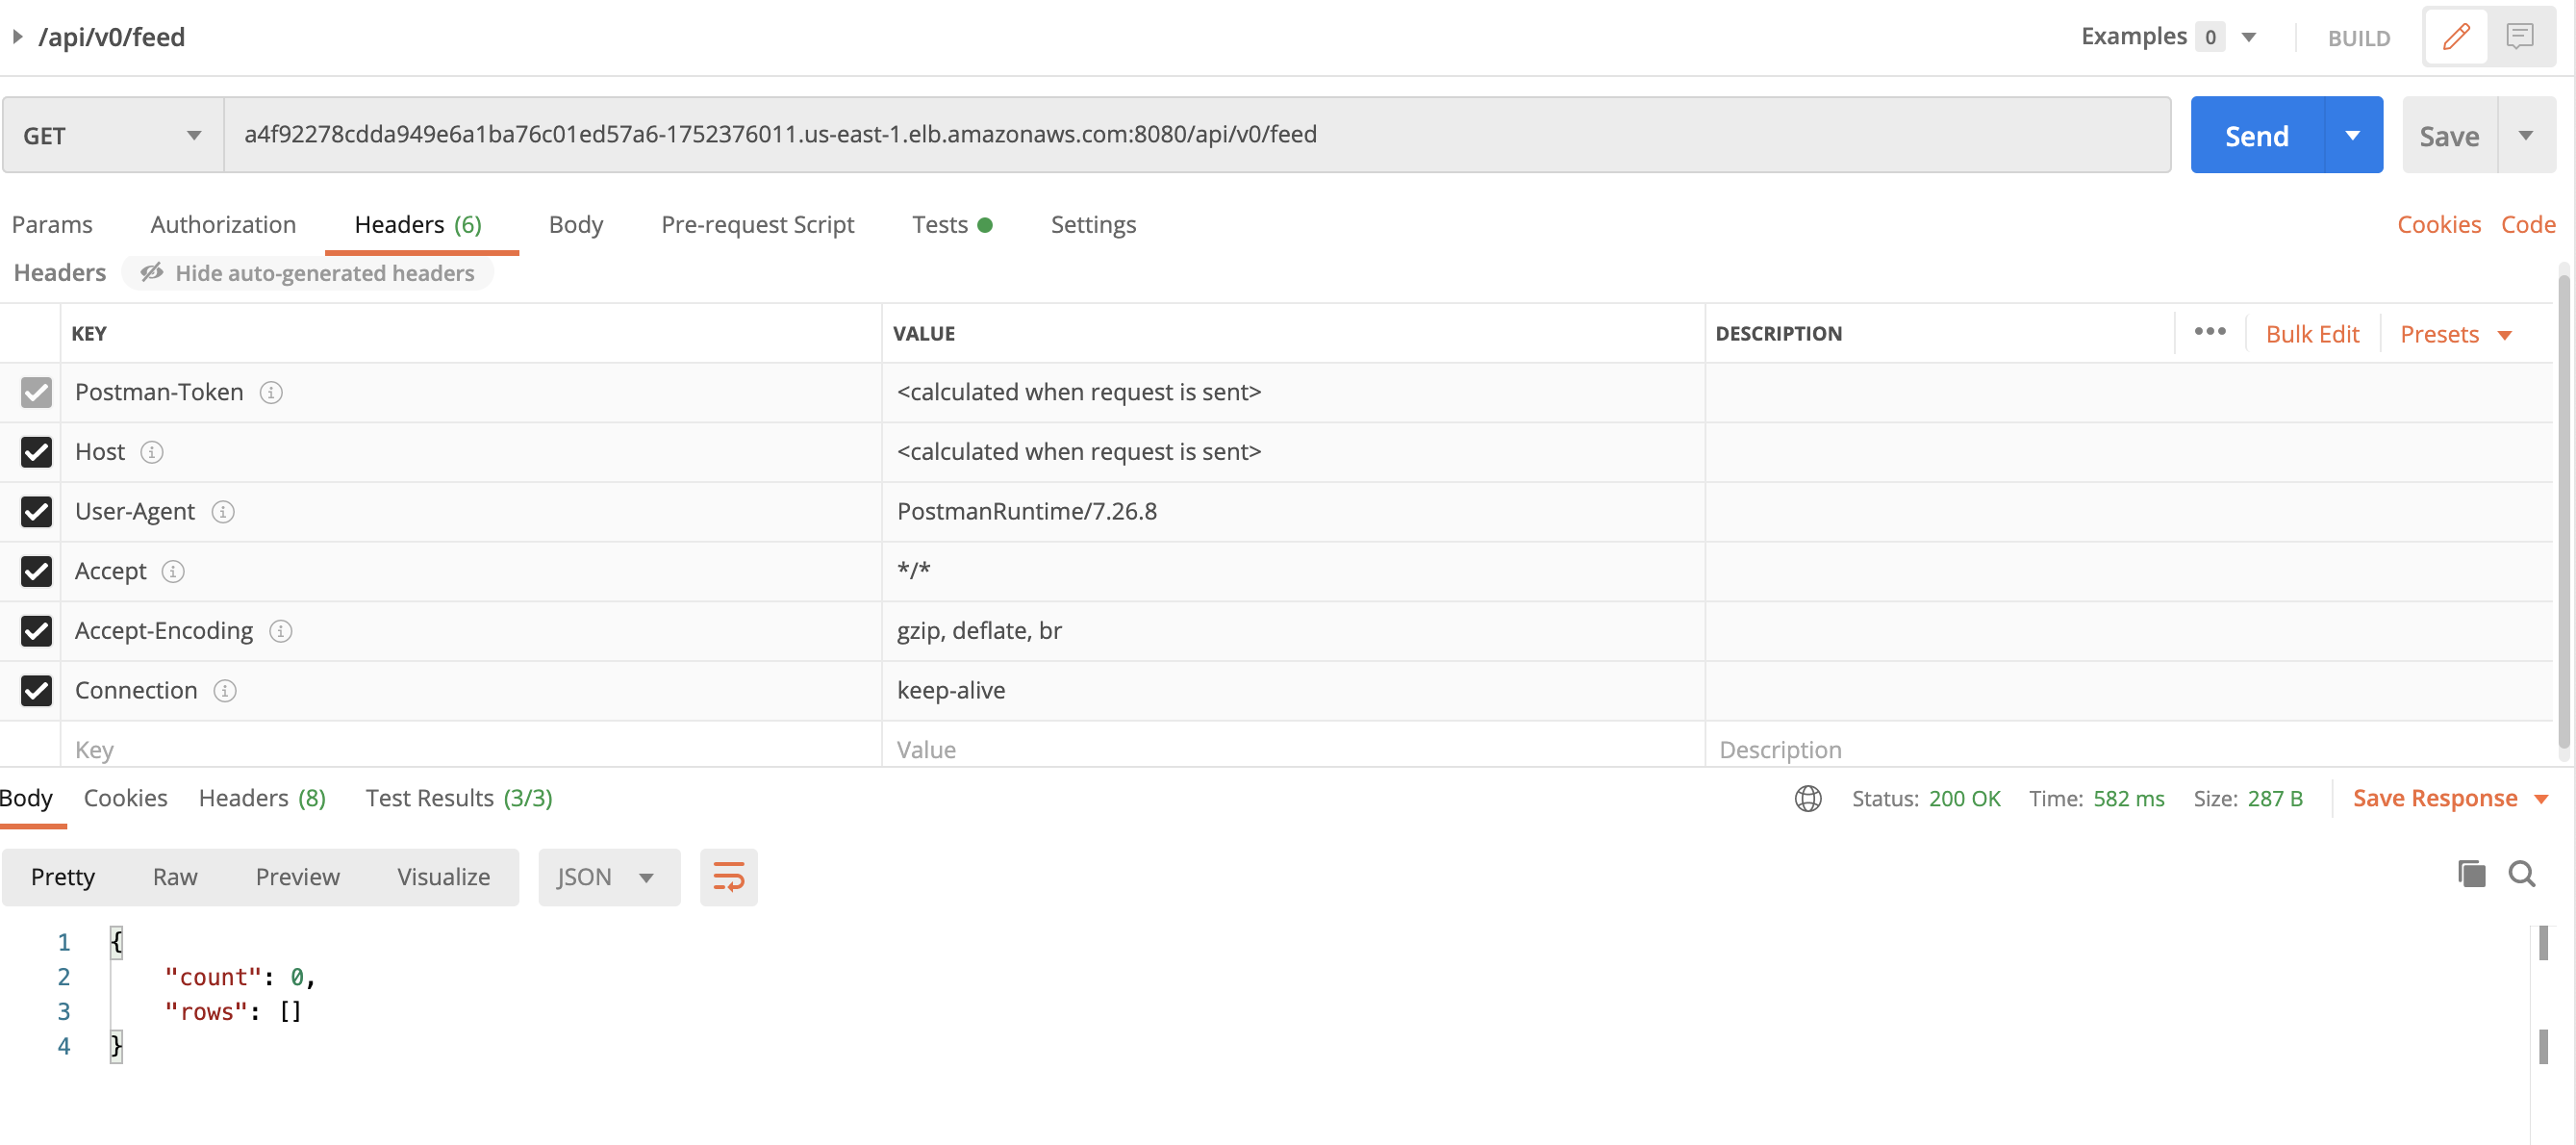 /api/v0/feed Examples 0 BUILD
GET a4f92278cdda949e6a1ba76c01ed57a6-1752376011.us-east-1.elb.amazonaws.com:8080/api/v0/feed Send Save
Params Authorization Headers (6) Body Pre-request Script Tests Settings Cookies Code
Headers Hide auto-generated headers
KEY VALUE DESCRIPTION ••• Bulk Edit Presets
Postman-Token <calculated when request is sent>
Host <calculated when request is sent>
User-Agent PostmanRuntime/7.26.8
Accept */*
Accept-Encoding gzip, deflate, br
Connection keep-alive
Key Value Description
Body Cookies Headers (8) Test Results (3/3) Status: 200 OK Time: 582 ms Size: 287 B Save Response
Pretty Raw Preview Visualize JSON
1 {
2 "count": 0,
3 "rows": []
4 }